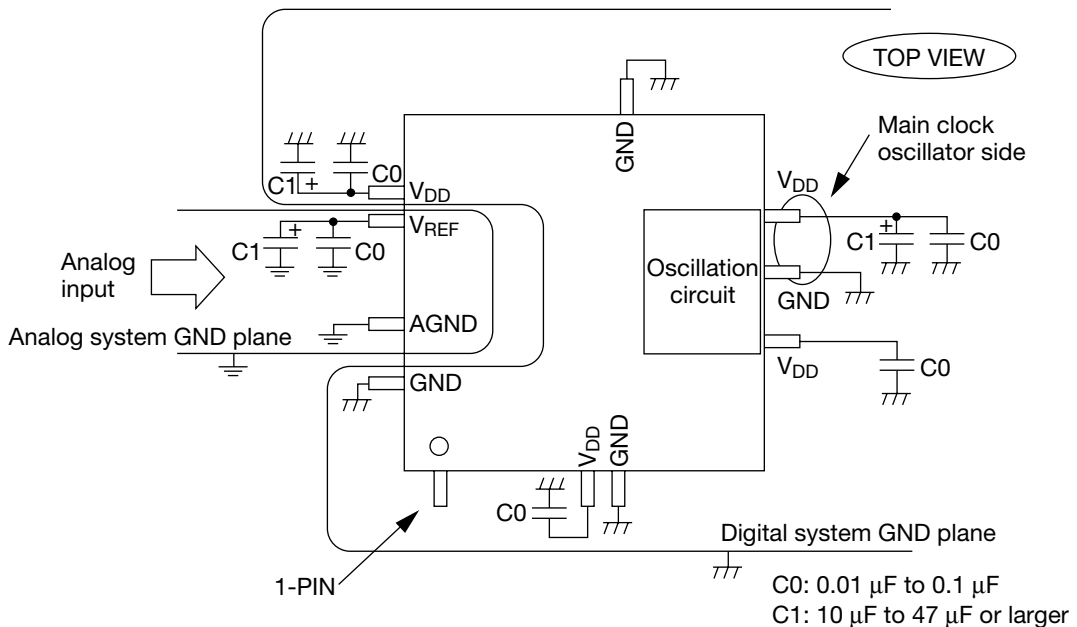 TOP VIEW
GND
Main clock
oscillator side
C1
+
C0
VDD
VDD
VREF
C1
+
C0
C1
+
C0
Analog
input
Oscillation
circuit
GND
AGND
Analog system GND plane
VDD
C0
GND
VDD
GND
C0
Digital system GND plane
1-PIN
C0: 0.01 µF to 0.1 µF
C1: 10 µF to 47 µF or larger